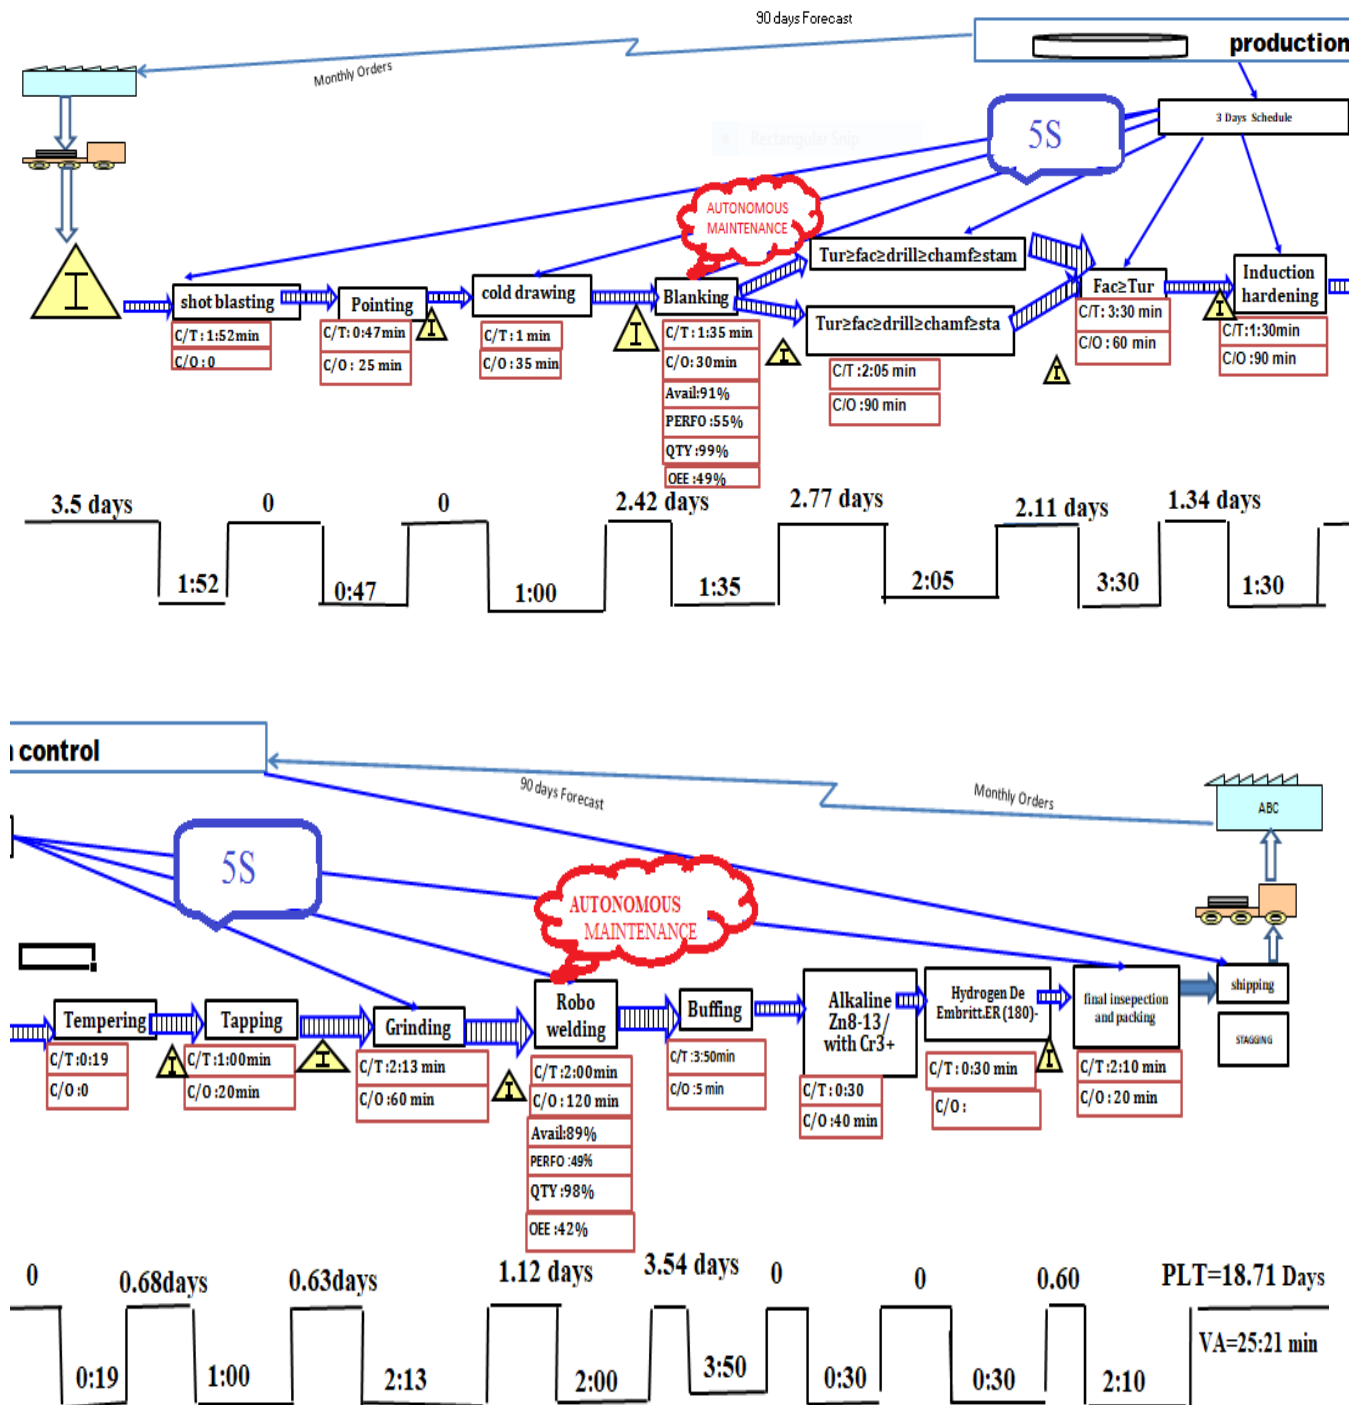 90 days Forecast
production
Monthly Orders
3 Days Schedule
5S
Rectangular Snip
AUTONOMOUS
MAINTENANCE
Tur≥fac≥drill≥chamf≥stam
Induction
hardening
shot blasting
Pointing
cold drawing
Blanking
Fac≥Tur
Tur≥fac≥drill≥chamf≥sta
I
I
I
I
I
I
C/T: 1:52min
C/O: 0
C/T: 0:47min
C/O: 25 min
C/T: 1 min
C/O: 35 min
C/T: 1:35 min
C/O: 30min
Avail:91%
PERFO :55%
QTY :99%
OEE :49%
C/T :2:05 min
C/O :90 min
C/T: 3:30 min
C/O : 60 min
C/T:1:30min
C/O :90 min
3.5 days
0
0
2.42 days
2.77 days
2.11 days
1.34 days
1:52
0:47
1:00
1:35
2:05
3:30
1:30
control
90 days Forecast
Monthly Orders
ABC
5S
AUTONOMOUS
MAINTENANCE
Tempering
Tapping
Grinding
Robo
welding
Buffing
Alkaline
Zn8-13/
with Cr3+
Hydrogen De
Embritt.ER (180)-
final insepection
and packing
shipping
STAGGING
I
I
I
I
C/T :0:19
C/O :0
C/T :1:00min
C/O :20min
C/T :2:13 min
C/O :60 min
C/T :2:00min
C/O : 120 min
Avail:89%
PERFO :49%
QTY :98%
OEE :42%
C/T :3:50min
C/O :5 min
C/T : 0:30
C/O :40 min
C/T : 0:30 min
C/O :
C/T :2:10 min
C/O : 20 min
0
0.68days
0.63days
1.12 days
3.54 days
0
0
0.60
PLT=18.71 Days
VA=25:21 min
0:19
1:00
2:13
2:00
3:50
0:30
0:30
2:10